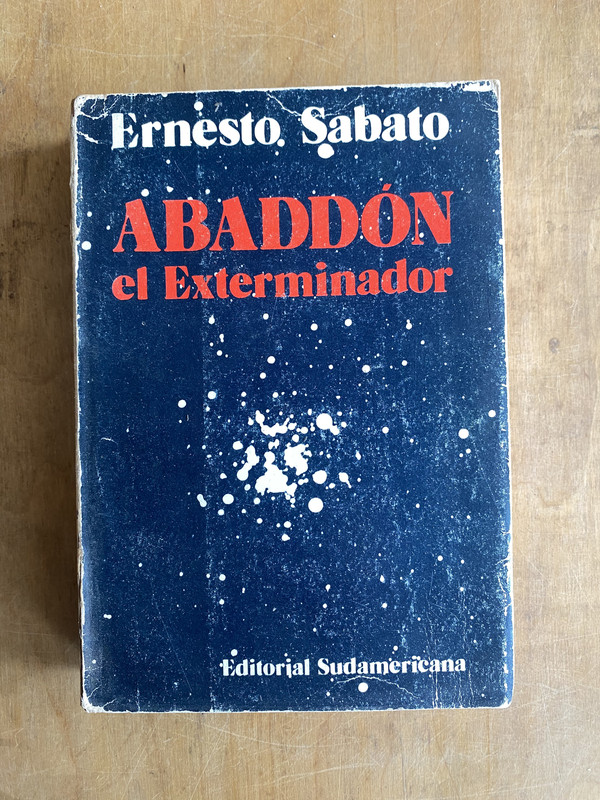 Ernesto Sabato
ABADDÓN
el Exterminador
Editorial Sudamericana